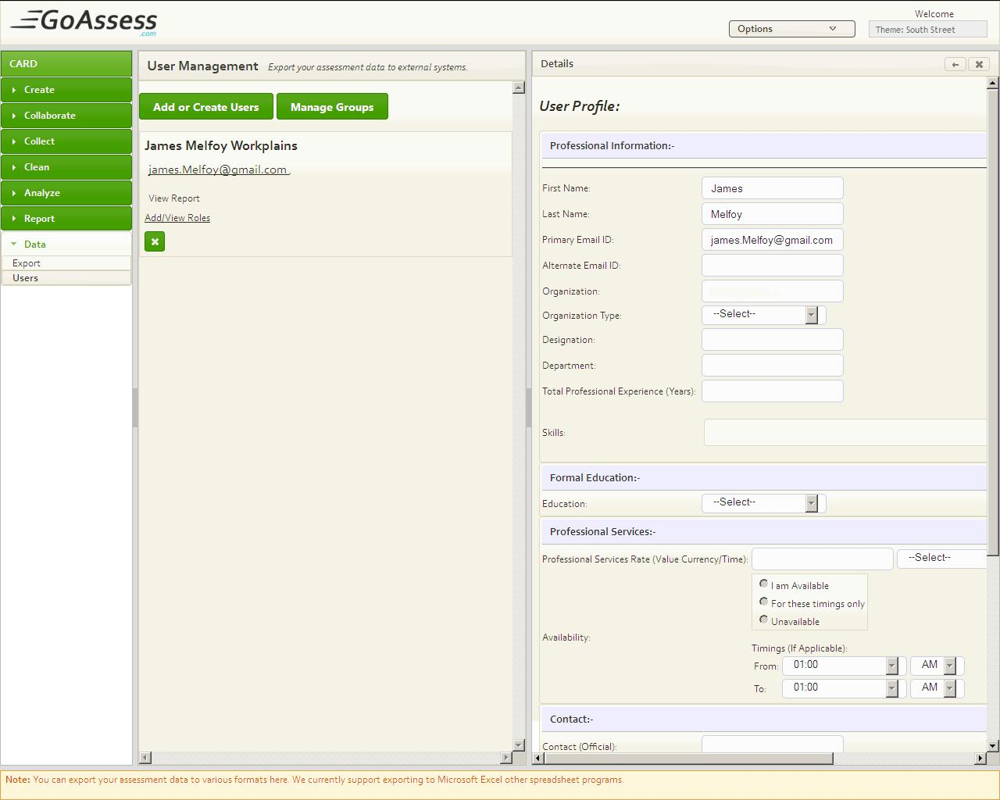 GoAssess
.com
Welcome
Options
Theme: South Street
CARD
Create
Collaborate
Collect
Clean
Analyze
Report
Data
Export
Users
User Management Export your assessment data to external systems.
Add or Create Users
Manage Groups
James Melfoy Workplains
james.Melfoy@gmail.com ,
View Report
Add/View Roles
Details
User Profile:
Professional Information:-
First Name: James
Last Name: Melfoy
Primary Email ID: james.Melfoy@gmail.com
Alternate Email ID:
Organization:
Organization Type: --Select--
Designation:
Department:
Total Professional Experience (Years):
Skills:
Formal Education:-
Education: --Select--
Professional Services:-
Professional Services Rate (Value Currency/Time): --Select--
Availability:
I am Available
For these timings only
Unavailable
Timings (If Applicable):
From: 01:00 AM
To: 01:00 AM
Contact:-
Contact (Official):
Note: You can export your assessment data to various formats here. We currently support exporting to Microsoft Excel other spreadsheet programs.